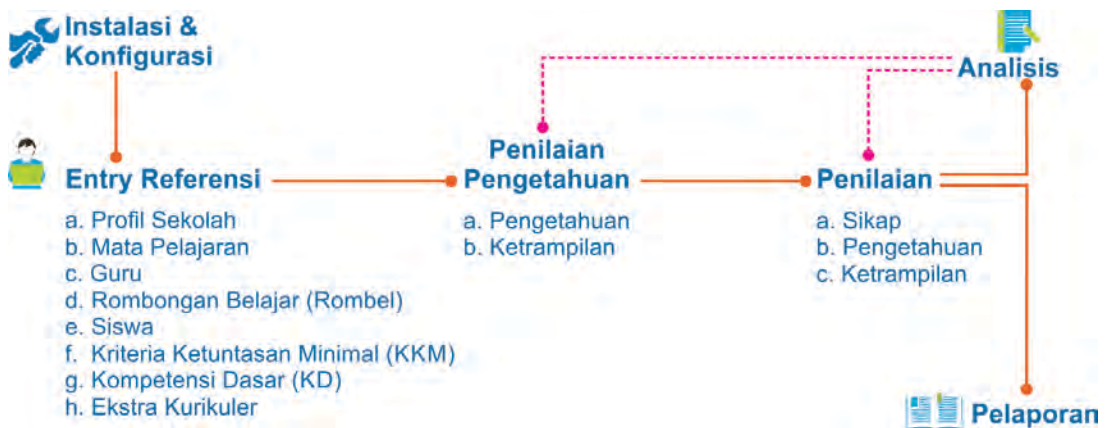 Instalasi &
Konfigurasi
Analisis
Entry Referensi
a. Profil Sekolah
b. Mata Pelajaran
c. Guru
d. Rombongan Belajar (Rombel)
e. Siswa
f. Kriteria Ketuntasan Minimal (KKM)
g. Kompetensi Dasar (KD)
h. Ekstra Kurikuler
Penilaian
Pengetahuan
a. Pengetahuan
b. Ketrampilan
Penilaian
a. Sikap
b. Pengetahuan
c. Ketrampilan
Pelaporan